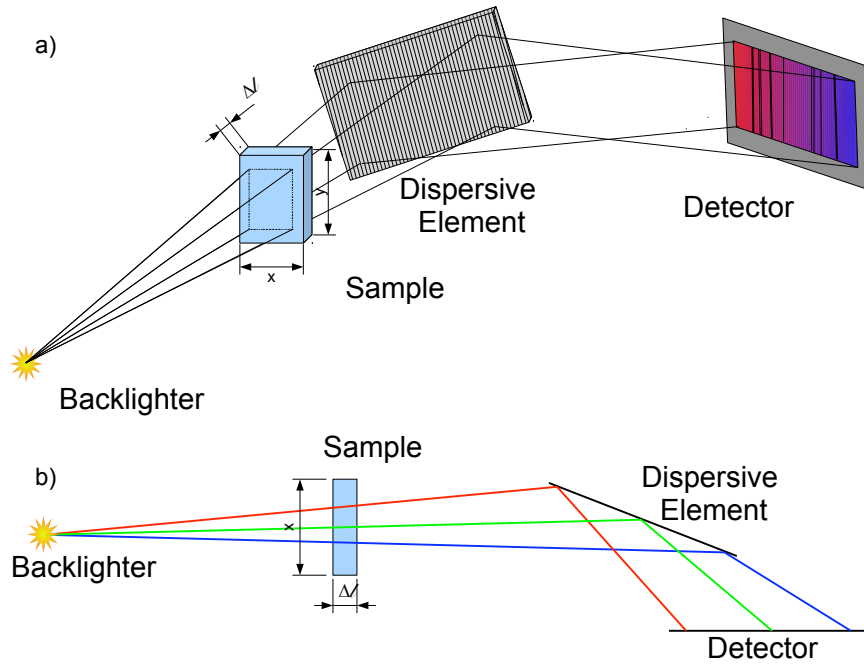 a)
Δl
y
x
Dispersive
Element
Detector
Sample
Backlighter
b)
Sample
x
Δl
Dispersive
Element
Backlighter
Detector